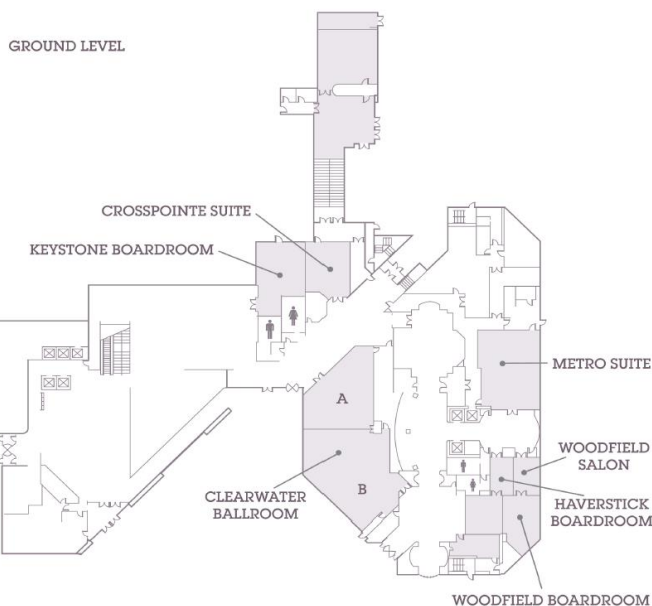 GROUND LEVEL
CROSSPOINTE SUITE
KEYSTONE BOARDROOM
METRO SUITE
A
WOODFIELD
SALON
CLEARWATER
BALLROOM
B
HAVERSTICK
BOARDROOM
WOODFIELD BOARDROOM